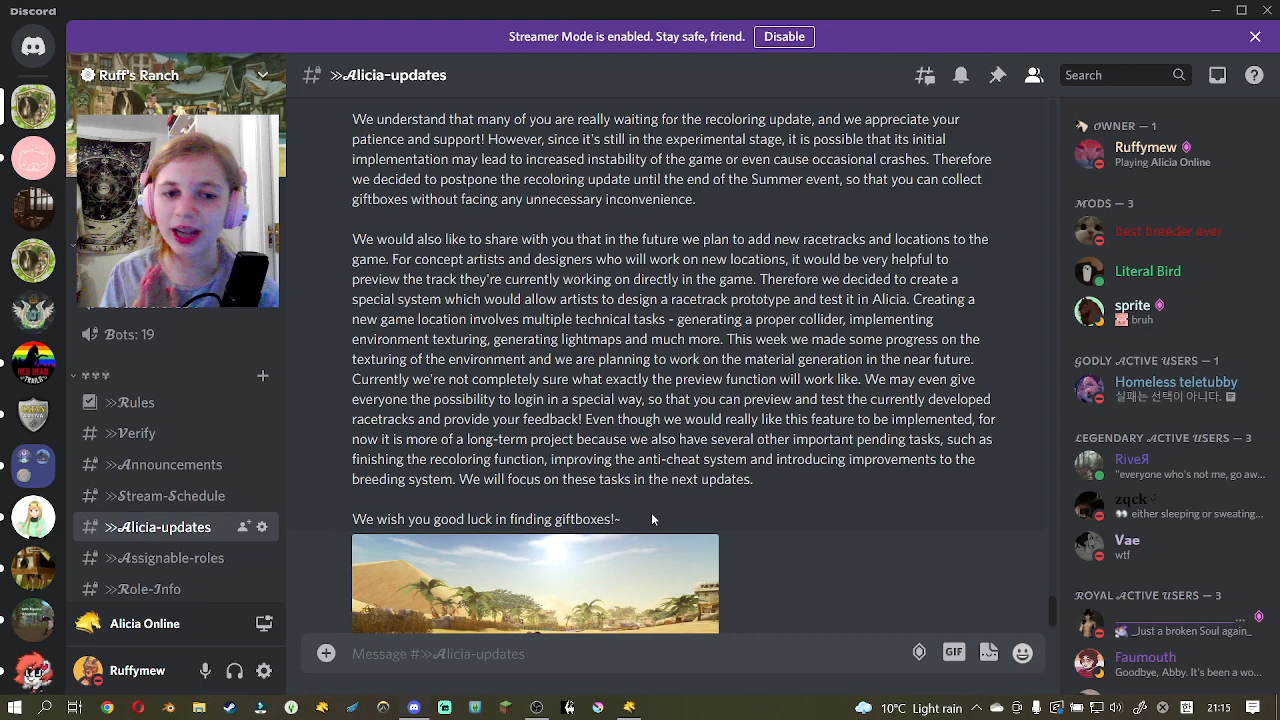 Discord
Streamer Mode is enabled. Stay safe, friend.
Disable
Ruff's Ranch
Bots: 19
Rules
Verify
Announcements
Stream-Schedule
Alicia-updates
Assignable-roles
Role-Info
Alicia Online
Ruffymew
≫Alicia-updates
Search
We understand that many of you are really waiting for the recoloring update, and we appreciate your
patience and support! However, since it's still in the experimental stage, it is possible that its initial
implementation may lead to increased instability of the game or even cause occasional crashes. Therefore
we decided to postpone the recoloring update until the end of the Summer event, so that you can collect
giftboxes without facing any unnecessary inconvenience.
We would also like to share with you that in the future we plan to add new racetracks and locations to the
game. For concept artists and designers who will work on new locations, it would be very helpful to
preview the track they're currently working on directly in the game. Therefore we decided to create a
special system which would allow artists to design a racetrack prototype and test it in Alicia. Creating a
new game location involves multiple technical tasks - generating a proper collider, implementing
environment texturing, generating lightmaps and much more. This week we made some progress on the
texturing of the environment and we are planning to work on the material generation in the near future.
Currently we're not completely sure what exactly the preview function will work like. We may even give
everyone the possibility to login in a special way, so that you can preview and test the currently developed
racetracks and provide your feedback! Even though we would really like this feature to be implemented, for
now it is more of a long-term project because we also have several other important pending tasks, such as
finishing the recoloring function, improving the anti-cheat system and introducing improvements to the
breeding system. We will focus on these tasks in the next updates.
We wish you good luck in finding giftboxes!~
Message #≫Alicia-updates
GIF
OWNER — 1
Ruffymew
Playing Alicia Online
MODS — 3
best breeder ever
Literal Bird
sprite
bruh
GODLY ACTIVE USERS — 1
Homeless teletubby
실패는 선택이 아니다.
LEGENDARY ACTIVE USERS — 3
RiveЯ
"everyone who's not me, go aw...
zqck
either sleeping or sweating...
Vae
wtf
ROYAL ACTIVE USERS — 3
_Just a broken Soul again_
Faumouth
Goodbye, Abby. It's been a wo...
10°C Light rain
21:15